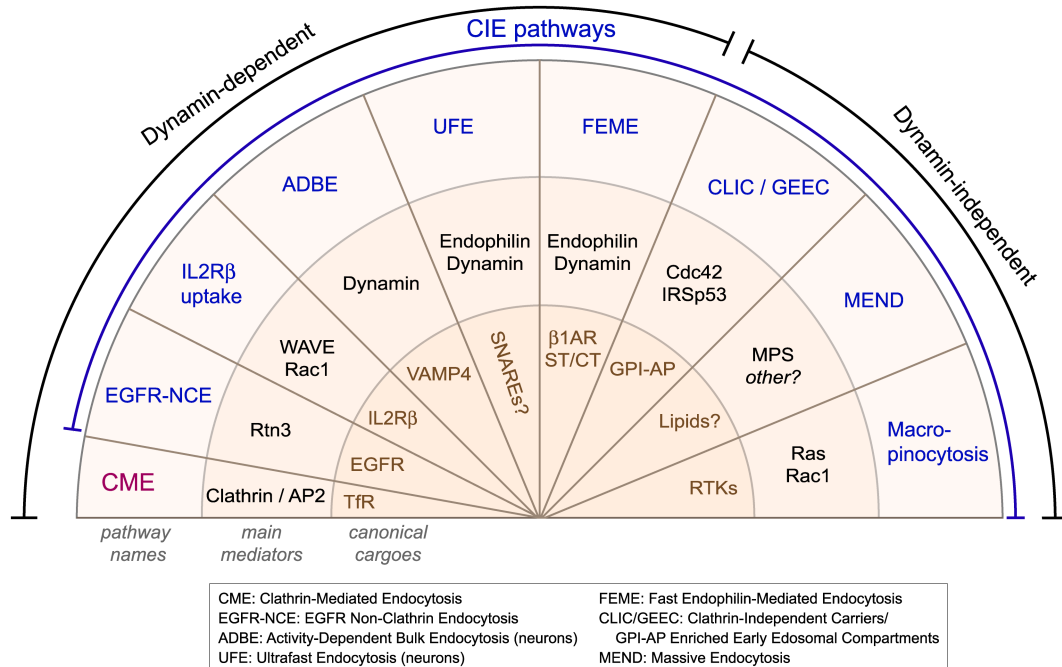 CIE pathways
Dynamin-dependent
Dynamin-independent
CME
EGFR-NCE
IL2Rβ
uptake
ADBE
UFE
FEME
CLIC / GEEC
MEND
Macro-
pinocytosis
Clathrin / AP2
Rtn3
WAVE
Rac1
Dynamin
Endophilin
Dynamin
Endophilin
Dynamin
Cdc42
IRSp53
MPS
other?
Ras
Rac1
TfR
EGFR
IL2Rβ
VAMP4
SNAREs?
β1AR
ST/CT
GPI-AP
Lipids?
RTKs
pathway
names
main
mediators
canonical
cargoes
CME: Clathrin-Mediated Endocytosis
EGFR-NCE: EGFR Non-Clathrin Endocytosis
ADBE: Activity-Dependent Bulk Endocytosis (neurons)
UFE: Ultrafast Endocytosis (neurons)
FEME: Fast Endophilin-Mediated Endocytosis
CLIC/GEEC: Clathrin-Independent Carriers/
GPI-AP Enriched Early Edosomal Compartments
MEND: Massive Endocytosis